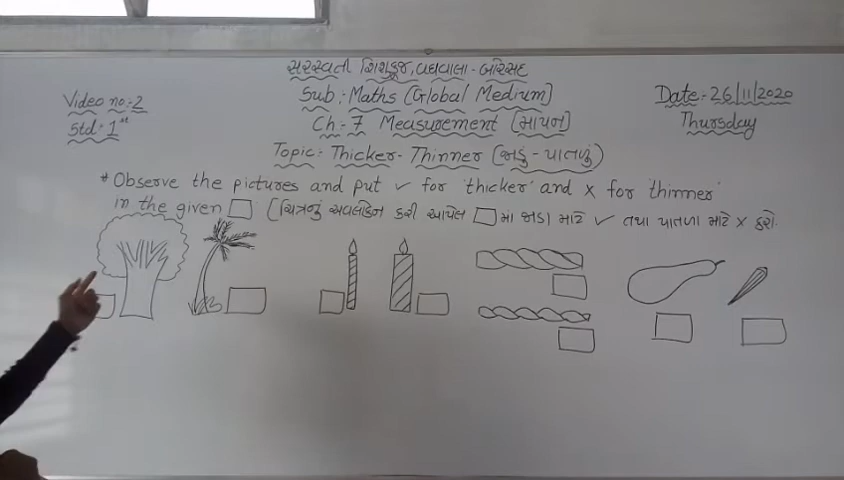 સરસ્વતી શિશુકુંજ, વઘવાલા - બોરસદ
Video no:-2
Sub:- Maths [Global Medium]
Date:- 26/11/2020
Std:- 1st
Ch:- 7 Measurement [માપન]
Thursday
Topic:- Thicker - Thinner (જાડું - પાતળું)
* Observe the pictures and put ✓ for 'thicker' and x for 'thinner'
in the given □ [ચિત્રનું અવલોકન કરી આપેલ □ મા જાડા માટે ✓ તથા પાતળા માટે x કરો.